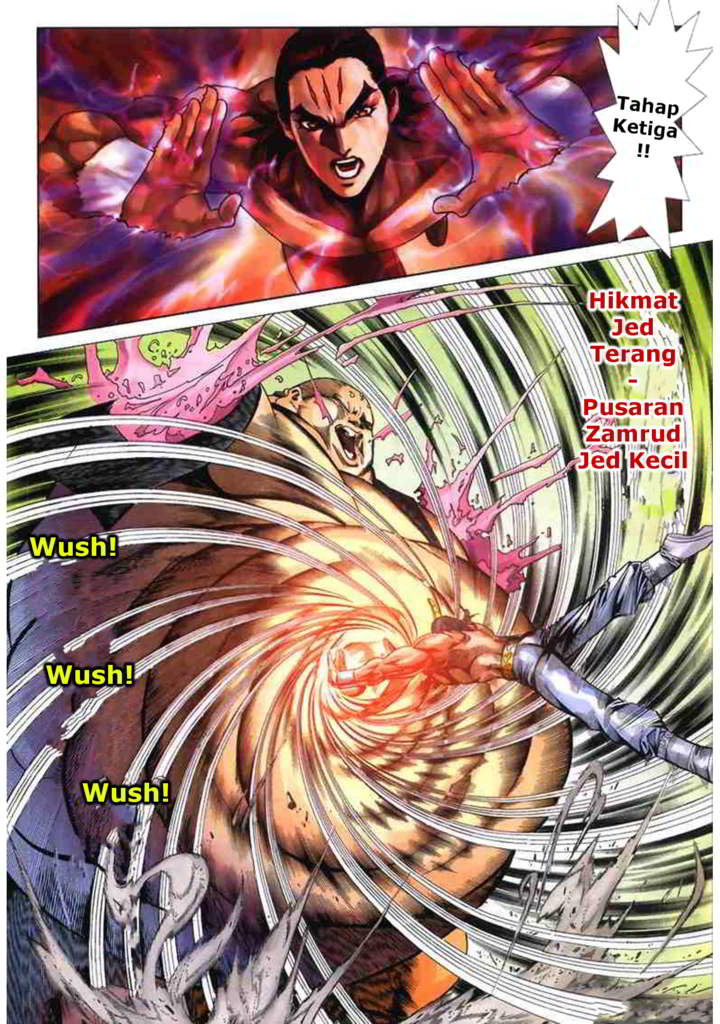 Tahap
Ketiga
!!
Hikmat
Jed
Terang
-
Pusaran
Zamrud
Jed Kecil
Wush!
Wush!
Wush!